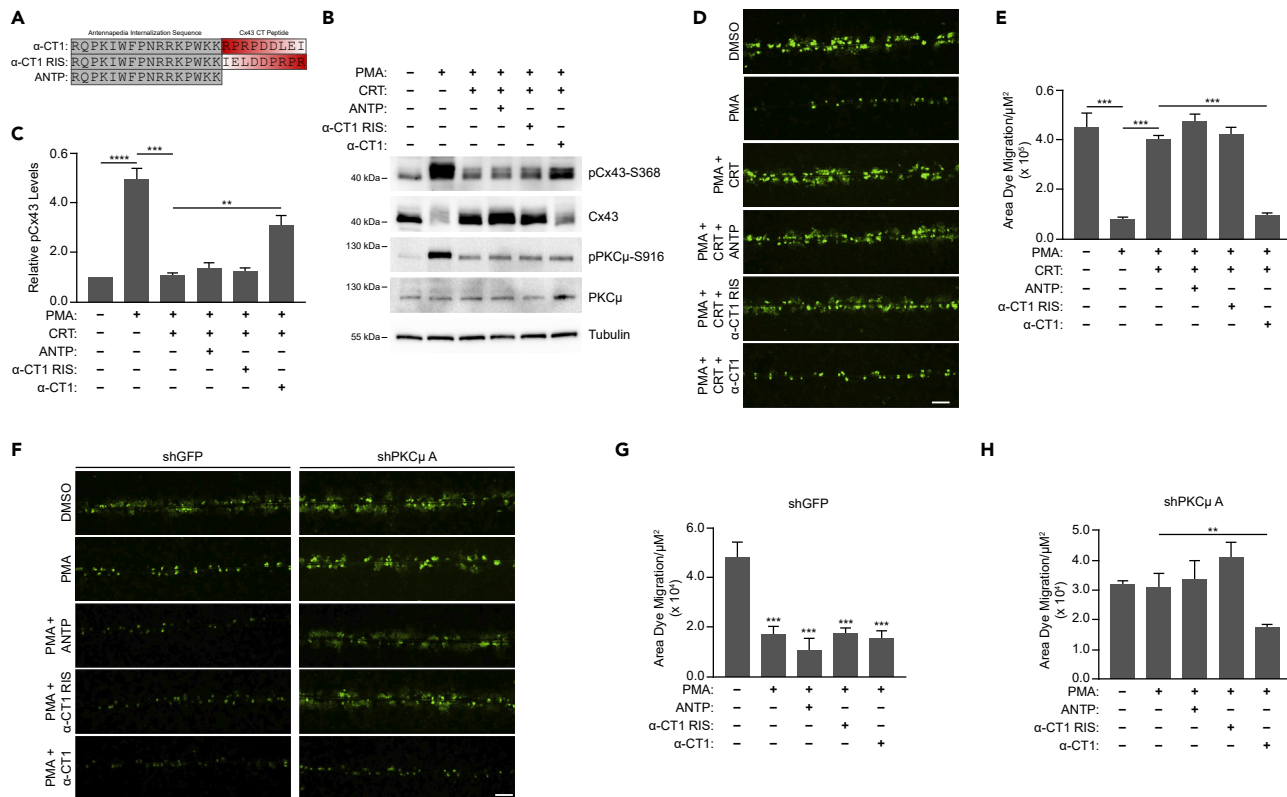 A
Antennapedia Internalization Sequence Cx43 CT Peptide
α-CT1: RQPKIWFPNRRKPWKK RPRPDDLEI
α-CT1 RIS: RQPKIWFPNRRKPWKK IELDDPRPR
ANTP: RQPKIWFPNRRKPWKK
B
PMA: – + + + + +
CRT: – – + + + +
ANTP: – – – + – –
α-CT1 RIS: – – – – + –
α-CT1: – – – – – +
40 kDa– pCx43-S368
40 kDa– Cx43
130 kDa– pPKCμ-S916
130 kDa– PKCμ
55 kDa– Tubulin
C
Relative pCx43 Levels
0.6
4.0
2.0
0.0
**** ***
**
PMA: – + + + + +
CRT: – – + + + +
ANTP: – – – + – –
α-CT1 RIS: – – – – + –
α-CT1: – – – – – +
D
DMSO
PMA
PMA +
CRT
PMA +
CRT +
ANTP
PMA +
CRT +
α-CT1 RIS
PMA +
CRT +
α-CT1
E
Area Dye Migration/μM²
(x 10⁵)
0.6
4.0
2.0
0.0
*** *** ***
PMA: – + + + + +
CRT: – – + + + +
ANTP: – – – + – –
α-CT1 RIS: – – – – + –
α-CT1: – – – – – +
F
shGFP shPKCμ A
DMSO
PMA
PMA +
ANTP
PMA +
α-CT1 RIS
PMA +
α-CT1
G
shGFP
Area Dye Migration/μM²
(x 10⁴)
6.0
4.0
2.0
0.0
*** *** *** ***
PMA: – + + + +
ANTP: – – + – –
α-CT1 RIS: – – – + –
α-CT1: – – – – +
H
shPKCμ A
Area Dye Migration/μM²
(x 10⁴)
5.0
4.0
3.0
2.0
1.0
0.0
**
PMA: – + + + +
ANTP: – – + – –
α-CT1 RIS: – – – + –
α-CT1: – – – – +